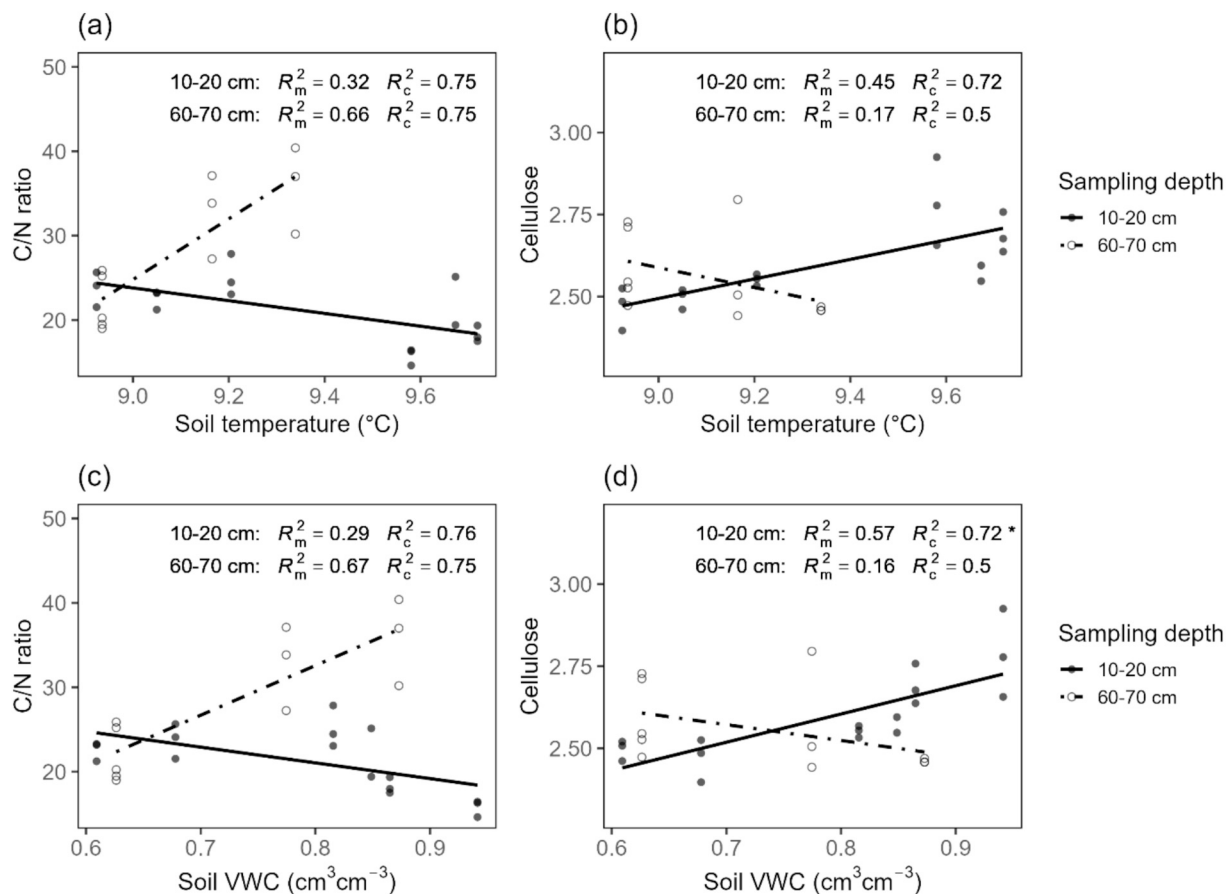 (a)
10-20 cm: R²m = 0.32 R²c = 0.75
60-70 cm: R²m = 0.66 R²c = 0.75
C/N ratio
50
40
30
20
9.0 9.2 9.4 9.6
Soil temperature (°C)
(b)
10-20 cm: R²m = 0.45 R²c = 0.72
60-70 cm: R²m = 0.17 R²c = 0.5
Cellulose
3.00
2.75
2.50
9.0 9.2 9.4 9.6
Soil temperature (°C)
Sampling depth
10-20 cm
60-70 cm
(c)
10-20 cm: R²m = 0.29 R²c = 0.76
60-70 cm: R²m = 0.67 R²c = 0.75
C/N ratio
50
40
30
20
0.6 0.7 0.8 0.9
Soil VWC (cm³cm⁻³)
(d)
10-20 cm: R²m = 0.57 R²c = 0.72 *
60-70 cm: R²m = 0.16 R²c = 0.5
Cellulose
3.00
2.75
2.50
0.6 0.7 0.8 0.9
Soil VWC (cm³cm⁻³)
Sampling depth
10-20 cm
60-70 cm